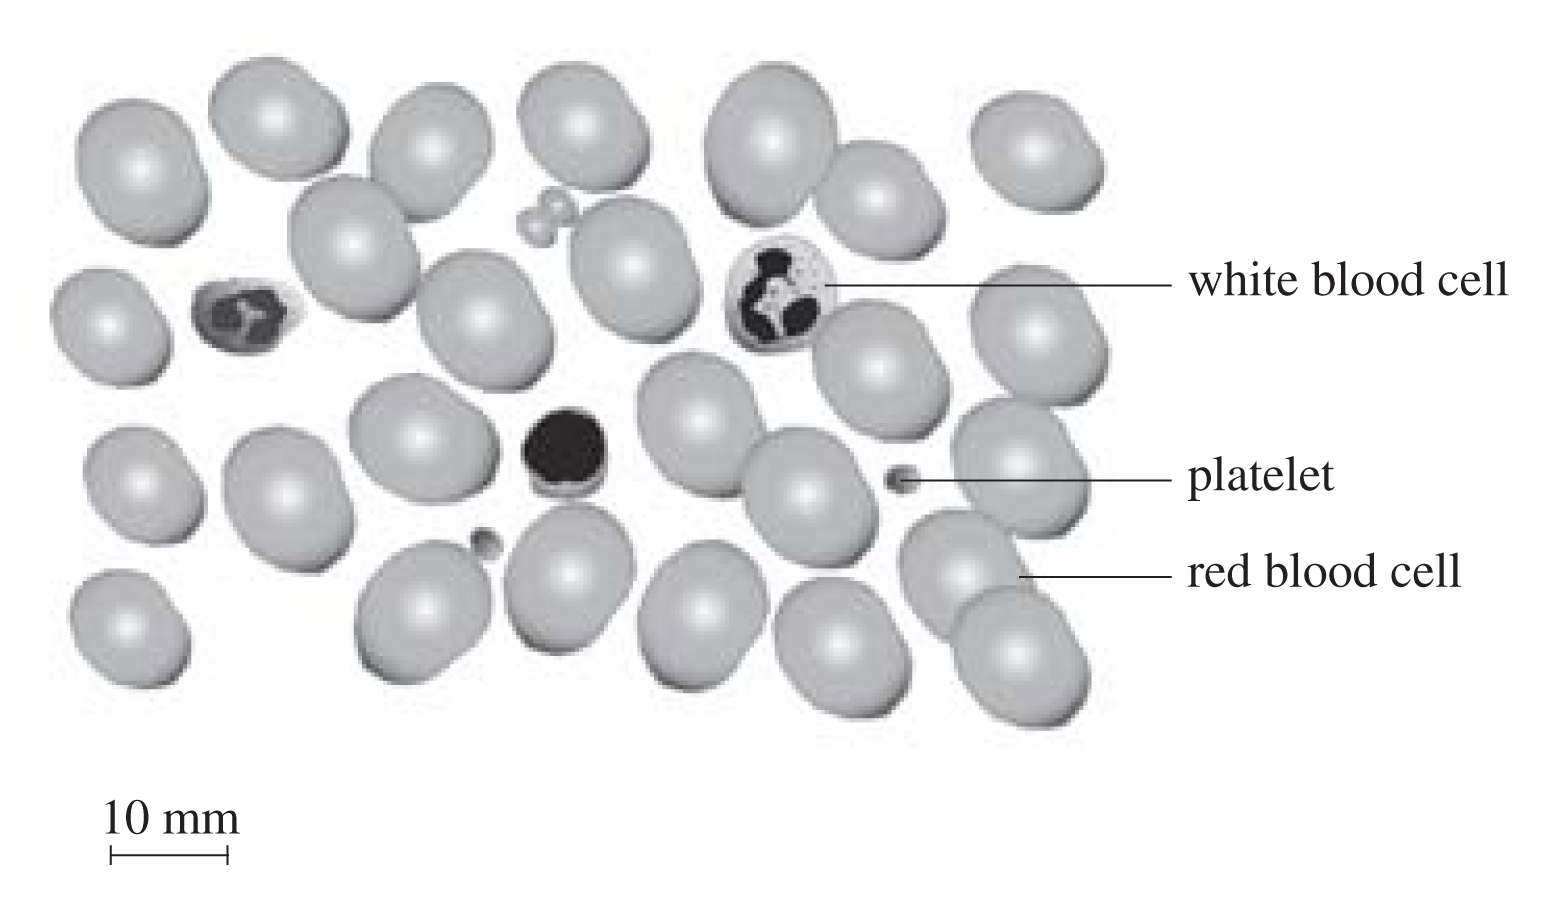 white blood cell
platelet
red blood cell
10 mm